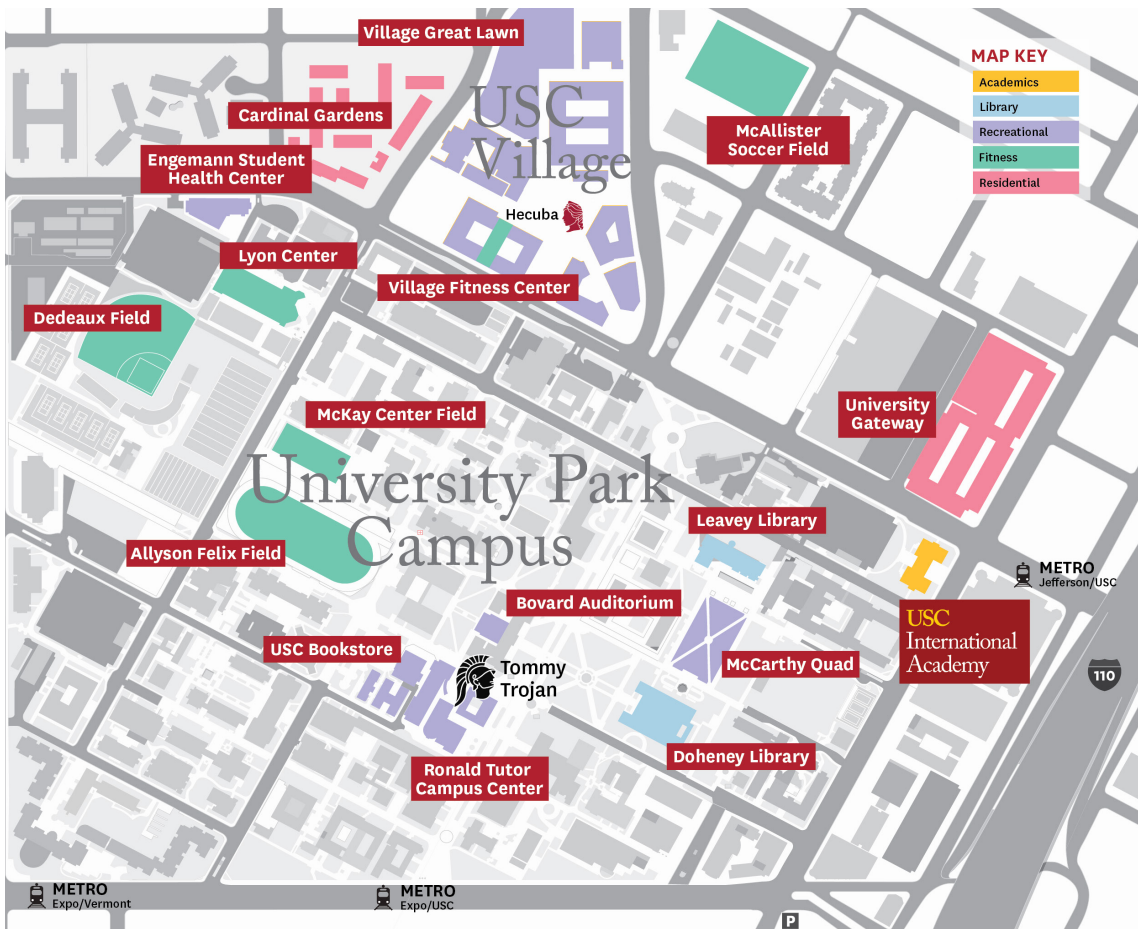 Village Great Lawn
MAP KEY
Academics
Library
Recreational
Fitness
Residential
USC
Village
Cardinal Gardens
McAllister
Soccer Field
Engemann Student
Health Center
Hecuba
Lyon Center
Village Fitness Center
Dedeaux Field
McKay Center Field
University
Gateway
University Park
Campus
Leavey Library
Allyson Felix Field
METRO
Jefferson/USC
Bovard Auditorium
USC
International
Academy
USC Bookstore
Tommy
Trojan
McCarthy Quad
110
Doheney Library
Ronald Tutor
Campus Center
METRO
Expo/Vermont
METRO
Expo/USC
P